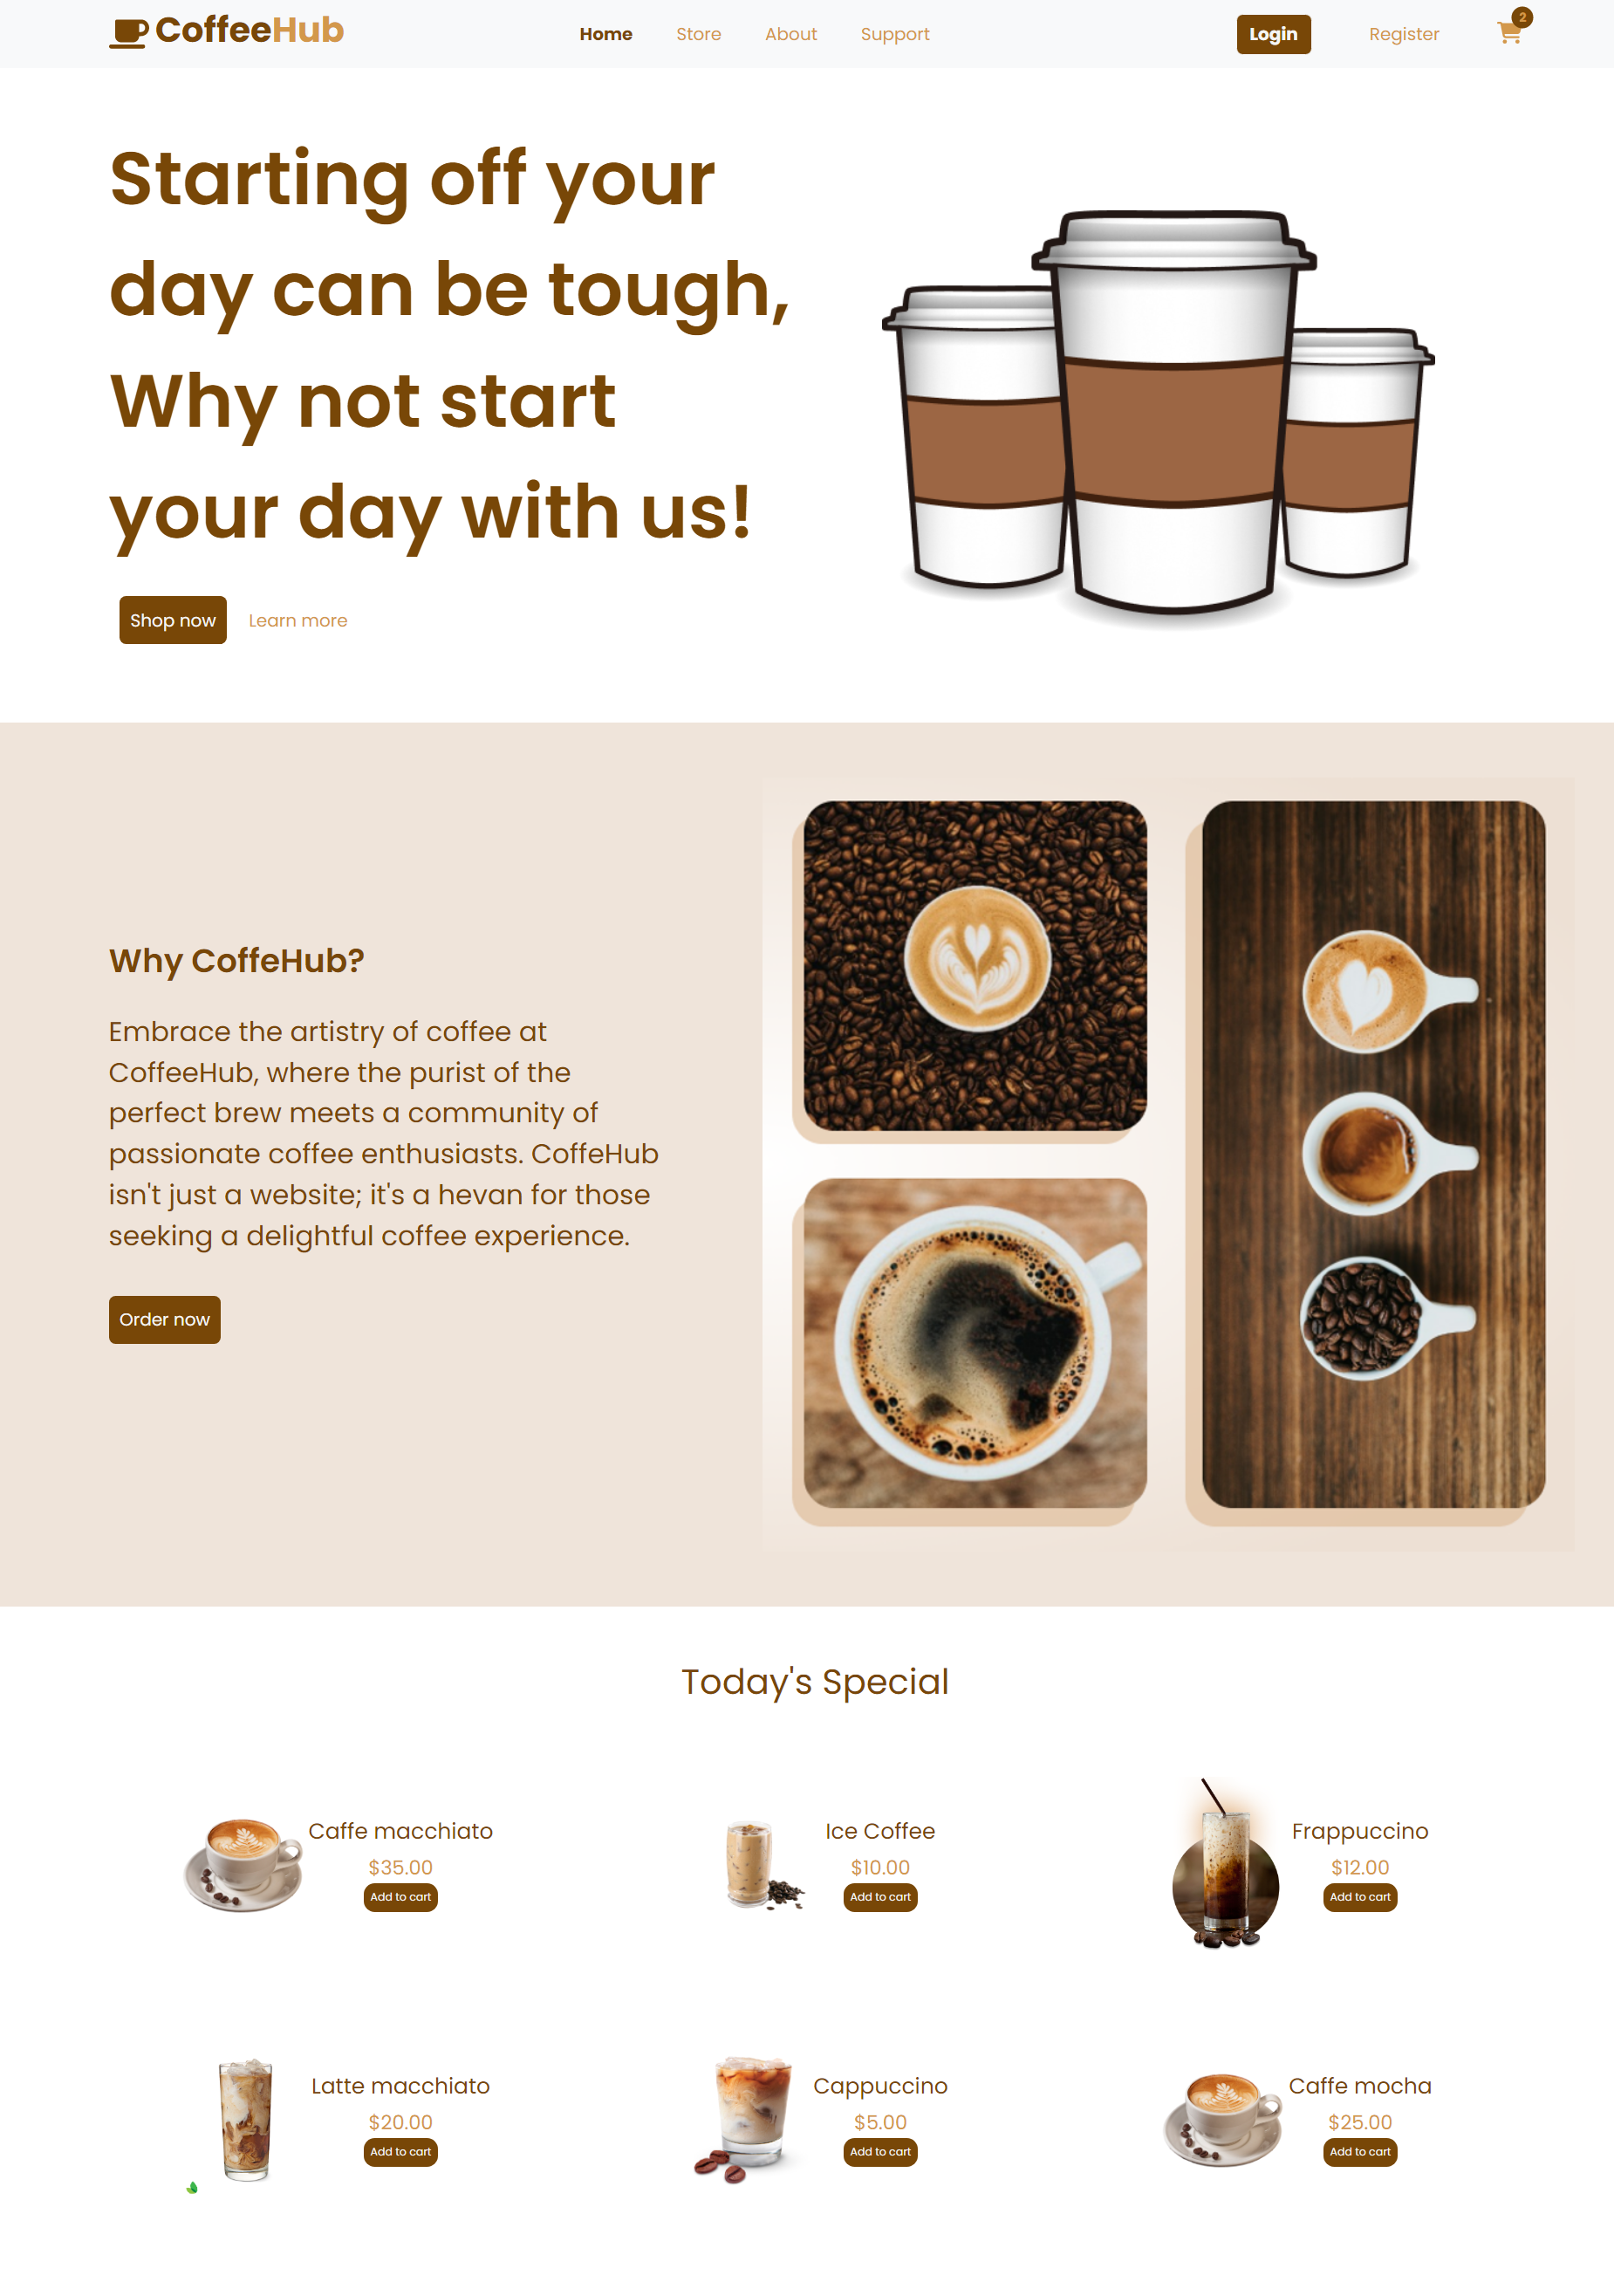 CoffeeHub
Home Store About Support
Login Register 2
Starting off your
day can be tough,
Why not start
your day with us!
Shop now Learn more
Why CoffeHub?
Embrace the artistry of coffee at
CoffeeHub, where the purist of the
perfect brew meets a community of
passionate coffee enthusiasts. CoffeHub
isn't just a website; it's a hevan for those
seeking a delightful coffee experience.
Order now
Today's Special
Caffe macchiato
$35.00
Add to cart
Ice Coffee
$10.00
Add to cart
Frappuccino
$12.00
Add to cart
Latte macchiato
$20.00
Add to cart
Cappuccino
$5.00
Add to cart
Caffe mocha
$25.00
Add to cart